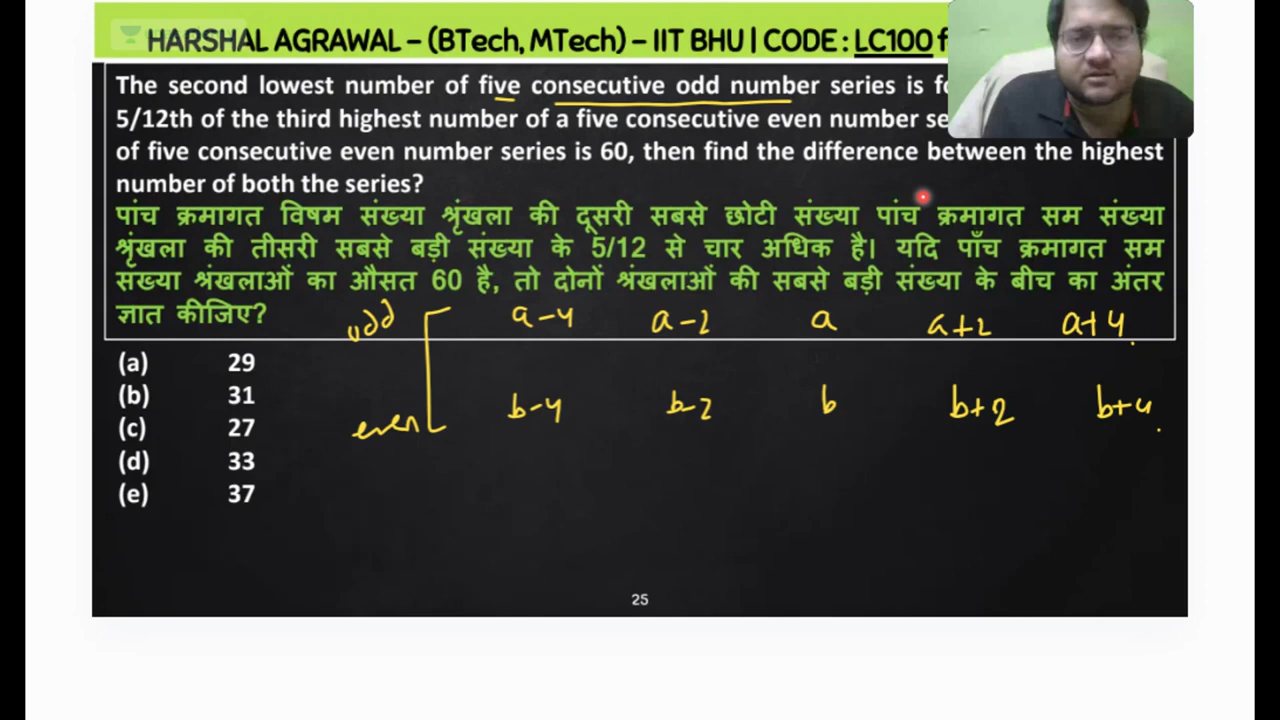 HARSHAL AGRAWAL – (BTech, MTech) – IIT BHU | CODE : LC100 f
The second lowest number of five consecutive odd number series is
5/12th of the third highest number of a five consecutive even number
of five consecutive even number series is 60, then find the difference between the highest
number of both the series?
पांच क्रमागत विषम संख्या श्रृंखला की दूसरी सबसे छोटी संख्या पांच क्रमागत सम संख्या
श्रृंखला की तीसरी सबसे बड़ी संख्या के 5/12 से चार अधिक है। यदि पाँच क्रमागत सम
संख्या श्रंखलाओं का औसत 60 है, तो दोनों श्रंखलाओं की सबसे बड़ी संख्या के बीच का अंतर
ज्ञात कीजिए?
odd a-4 a-2 a a+2 a+4
(a) 29
(b) 31
even b-4 b-2 b b+2 b+4
(c) 27
(d) 33
(e) 37
25